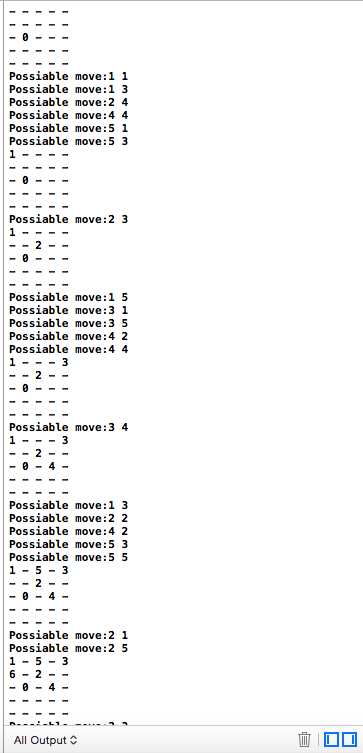 - - - - -
- - - - -
- 0 - - -
- - - - -
- - - - -
Possiable move:1 1
Possiable move:1 3
Possiable move:2 4
Possiable move:4 4
Possiable move:5 1
Possiable move:5 3
1 - - - -
- - - - -
- 0 - - -
- - - - -
- - - - -
Possiable move:2 3
1 - - - -
- - 2 - -
- 0 - - -
- - - - -
- - - - -
Possiable move:1 5
Possiable move:3 1
Possiable move:3 5
Possiable move:4 2
Possiable move:4 4
1 - - - 3
- - 2 - -
- 0 - - -
- - - - -
- - - - -
Possiable move:3 4
1 - - - 3
- - 2 - -
- 0 - 4 -
- - - - -
- - - - -
Possiable move:1 3
Possiable move:2 2
Possiable move:4 2
Possiable move:5 3
Possiable move:5 5
1 - 5 - 3
- - 2 - -
- 0 - 4 -
- - - - -
- - - - -
Possiable move:2 1
Possiable move:2 5
1 - 5 - 3
6 - 2 - -
- 0 - 4 -
- - - - -
- - - - -
All Output